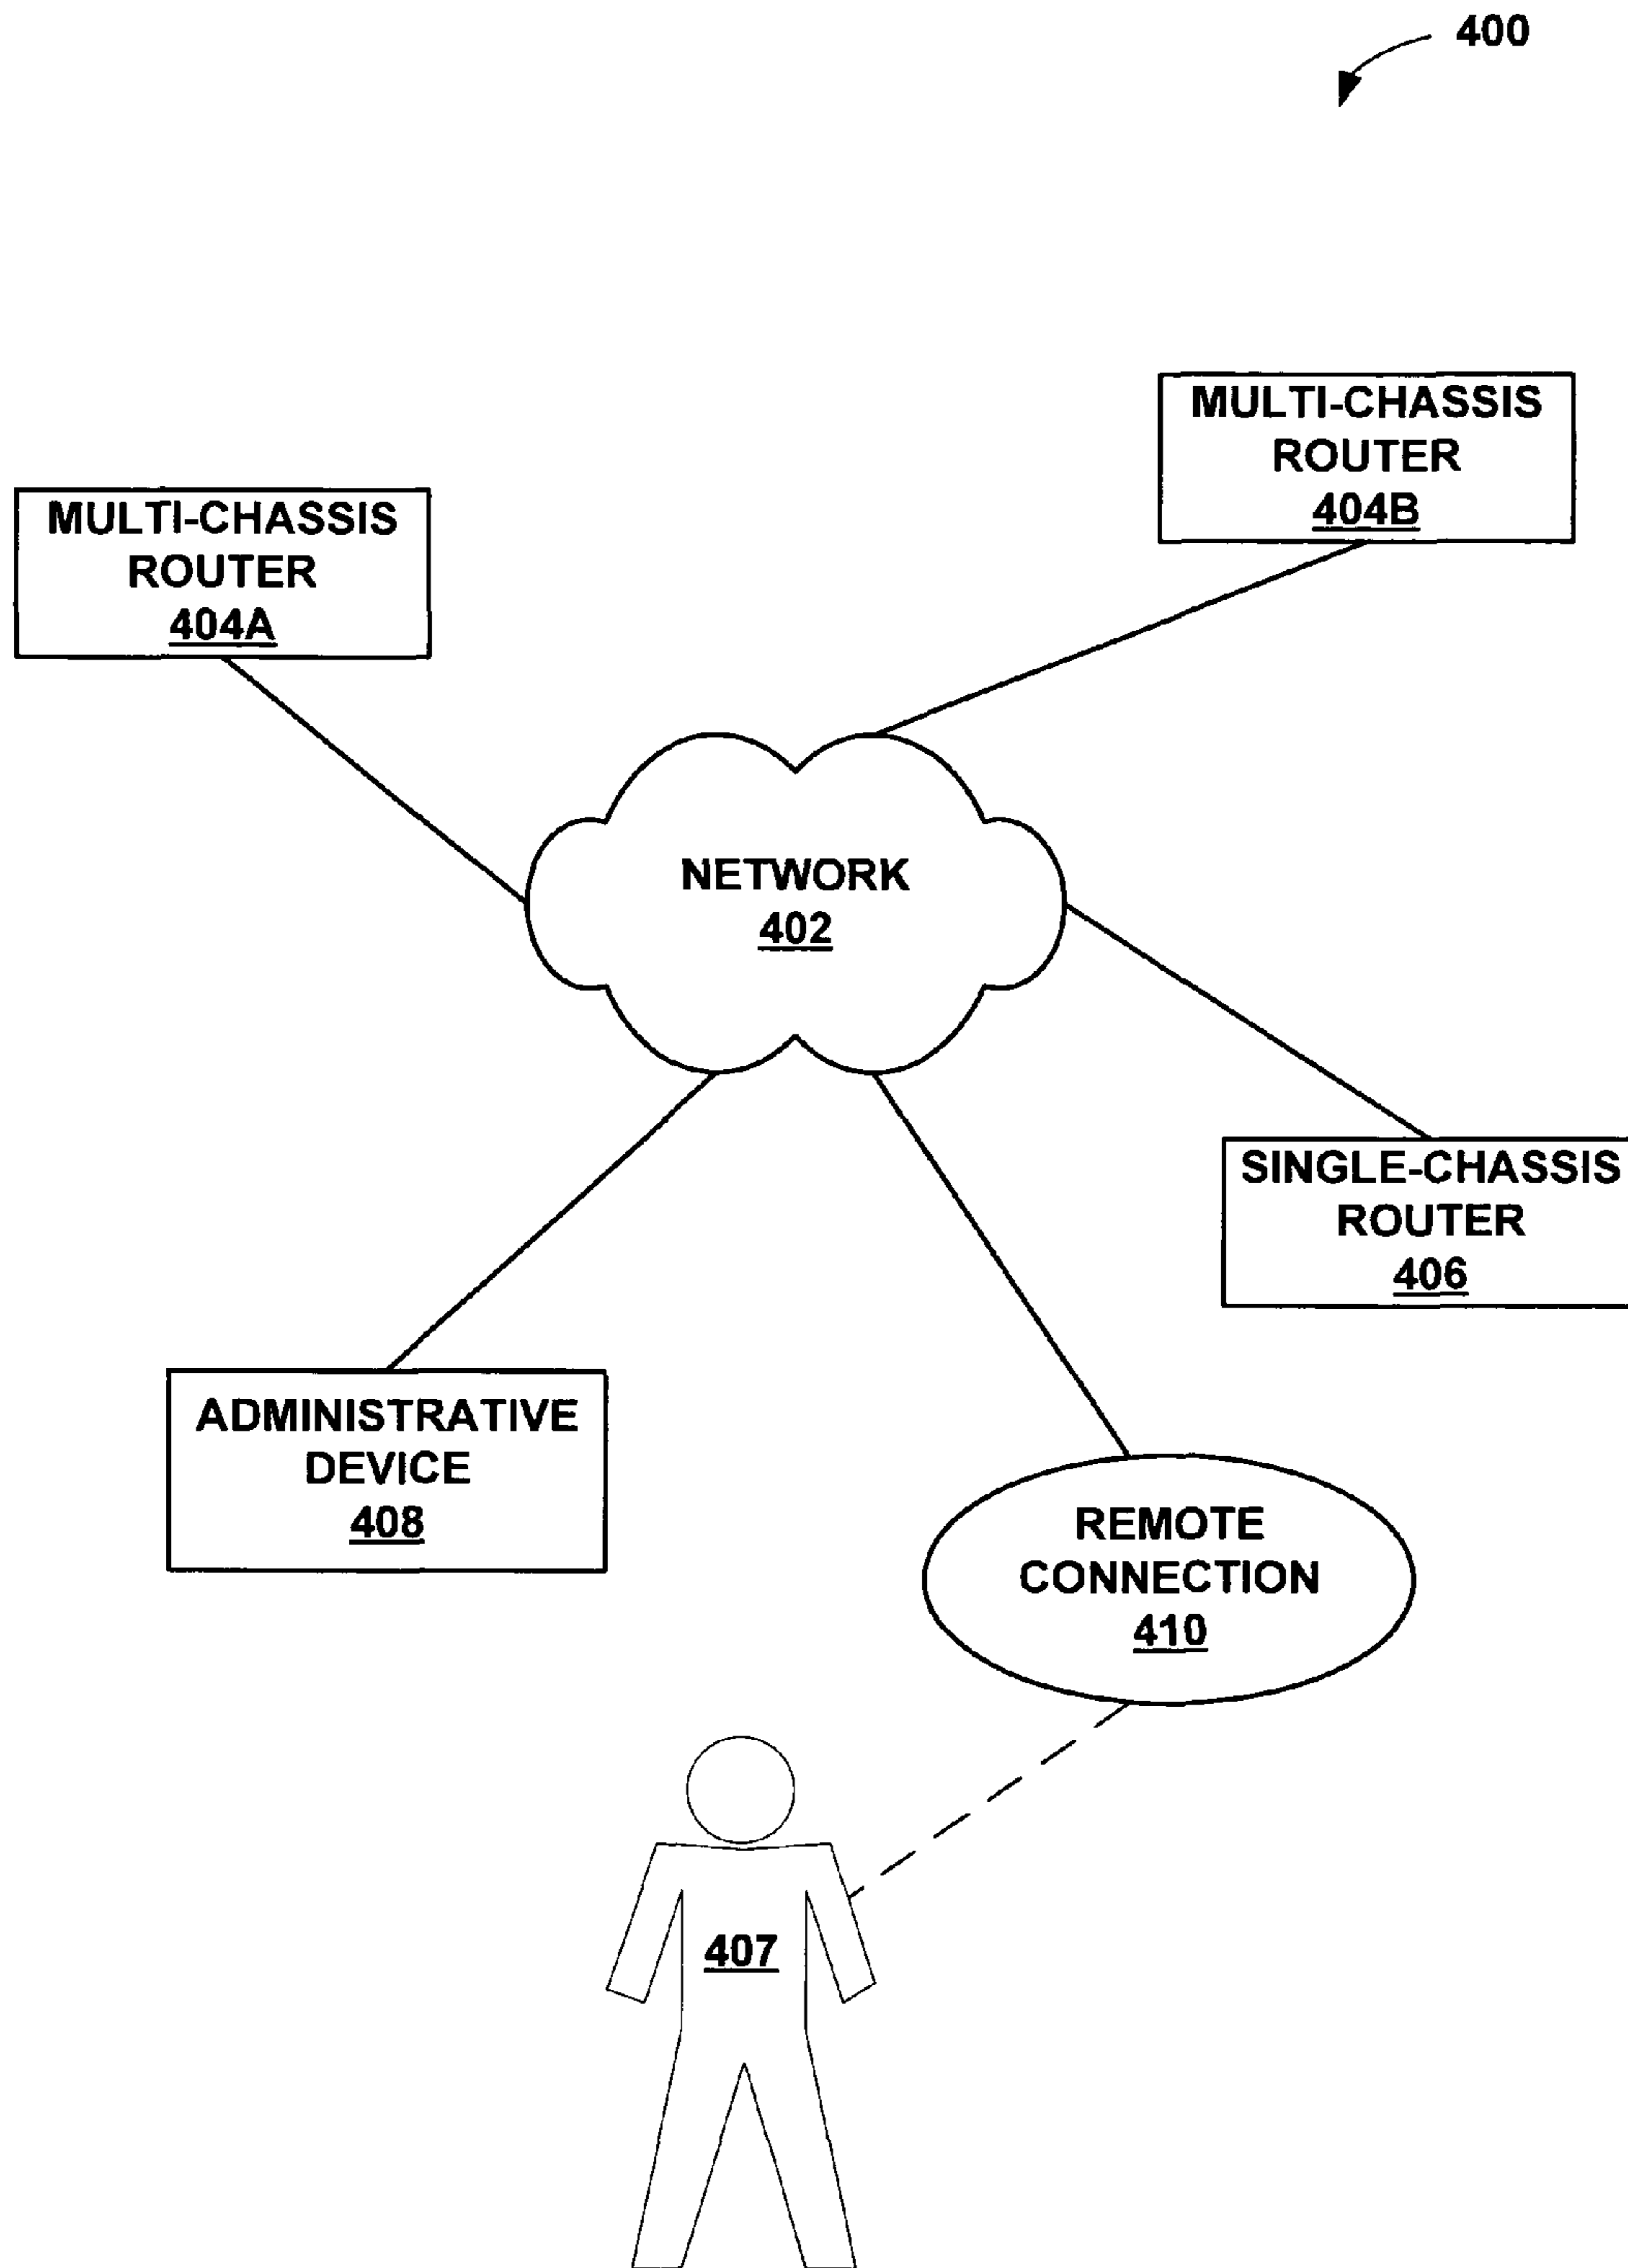 400
MULTI-CHASSIS
ROUTER
404B
MULTI-CHASSIS
ROUTER
404A
NETWORK
402
SINGLE-CHASSIS
ROUTER
406
ADMINISTRATIVE
DEVICE
408
REMOTE
CONNECTION
410
407